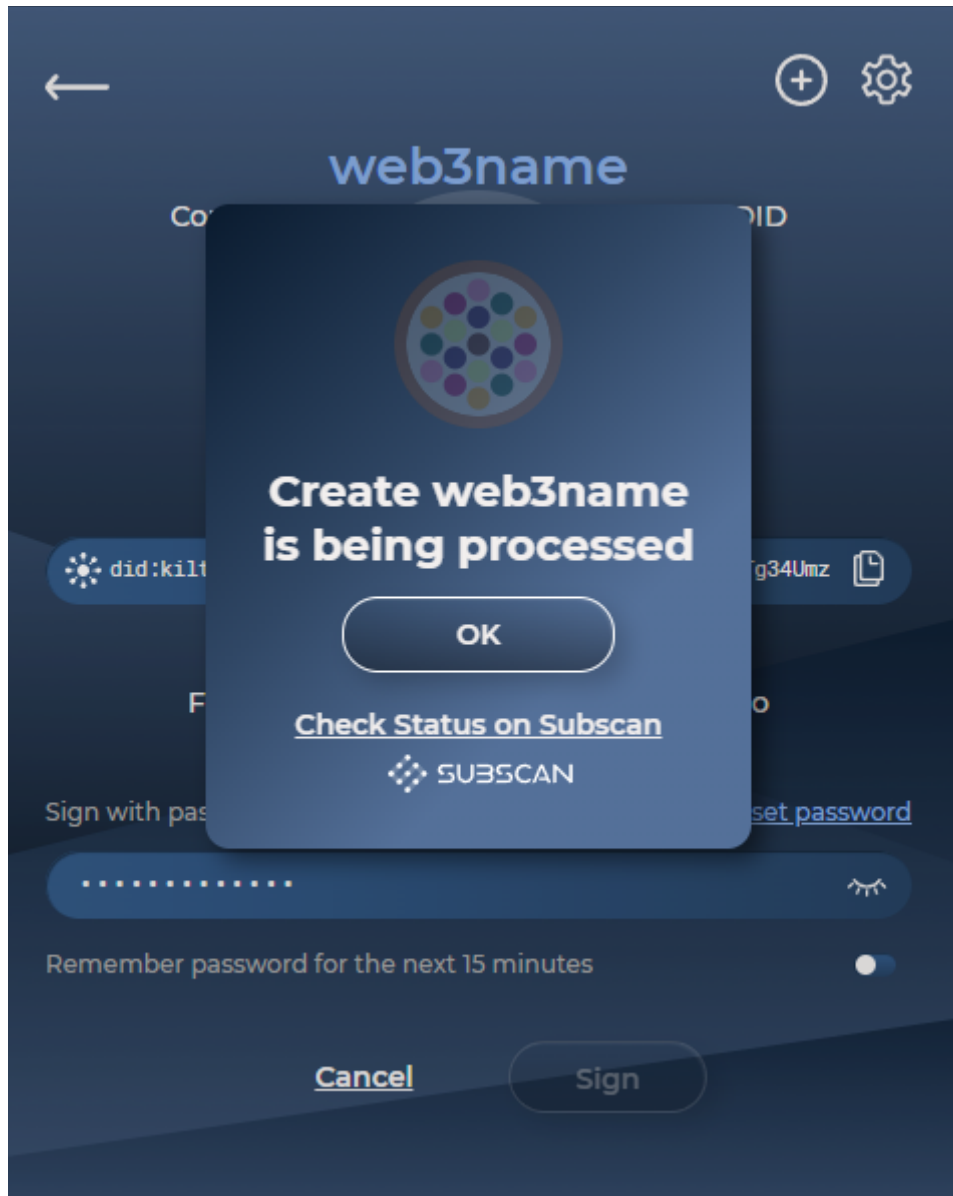 web3name
DID
Create web3name
is being processed
did:kilt
g34Umz
OK
Check Status on Subscan
SUBSCAN
Sign with
set password
•••••••••••••
Remember password for the next 15 minutes
Cancel
Sign